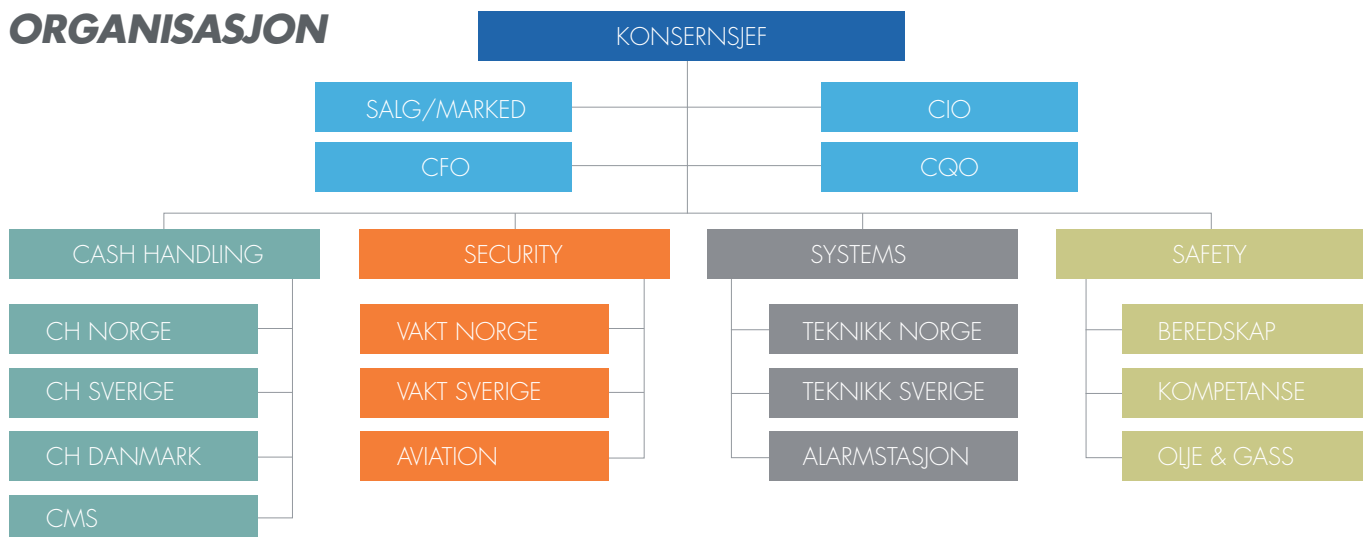 ORGANISASJON
KONSERNSJEF
SALG/MARKED
CIO
CFO
CQO
CASH HANDLING
SECURITY
SYSTEMS
SAFETY
CH NORGE
VAKT NORGE
TEKNIKK NORGE
BEREDSKAP
CH SVERIGE
VAKT SVERIGE
TEKNIKK SVERIGE
KOMPETANSE
CH DANMARK
AVIATION
ALARMSTASJON
OLJE & GASS
CMS